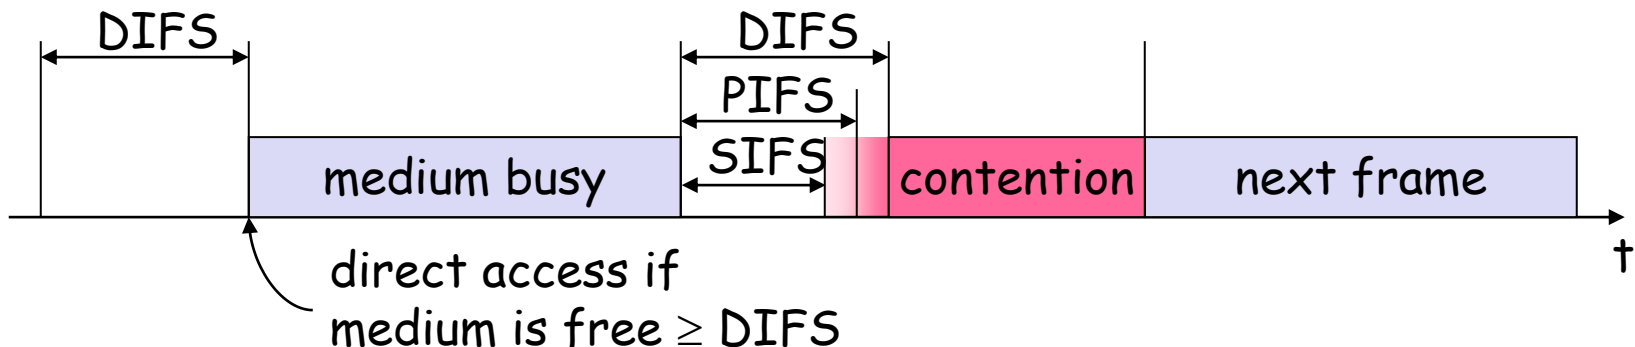 DIFS
DIFS
PIFS
SIFS
medium busy
contention
next frame
t
direct access if
medium is free ≥ DIFS